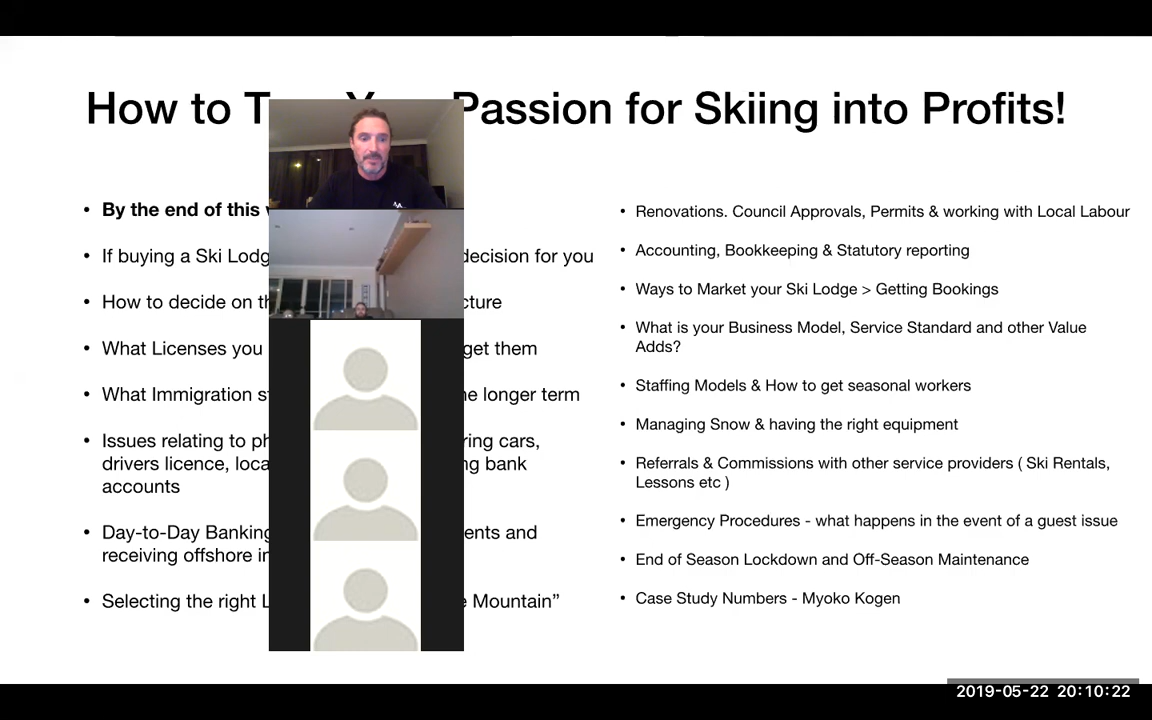 How to T Passion for Skiing into Profits!
• By the end of this
• If buying a Ski Lodg decision for you
• How to decide on th cture
• What Licenses you get them
• What Immigration st e longer term
• Issues relating to ph ring cars,
drivers licence, loca ng bank
accounts
• Day-to-Day Banking ents and
receiving offshore in
• Selecting the right L e Mountain”
• Renovations. Council Approvals, Permits & working with Local Labour
• Accounting, Bookkeeping & Statutory reporting
• Ways to Market your Ski Lodge > Getting Bookings
• What is your Business Model, Service Standard and other Value
Adds?
• Staffing Models & How to get seasonal workers
• Managing Snow & having the right equipment
• Referrals & Commissions with other service providers ( Ski Rentals,
Lessons etc )
• Emergency Procedures - what happens in the event of a guest issue
• End of Season Lockdown and Off-Season Maintenance
• Case Study Numbers - Myoko Kogen
2019-05-22 20:10:22